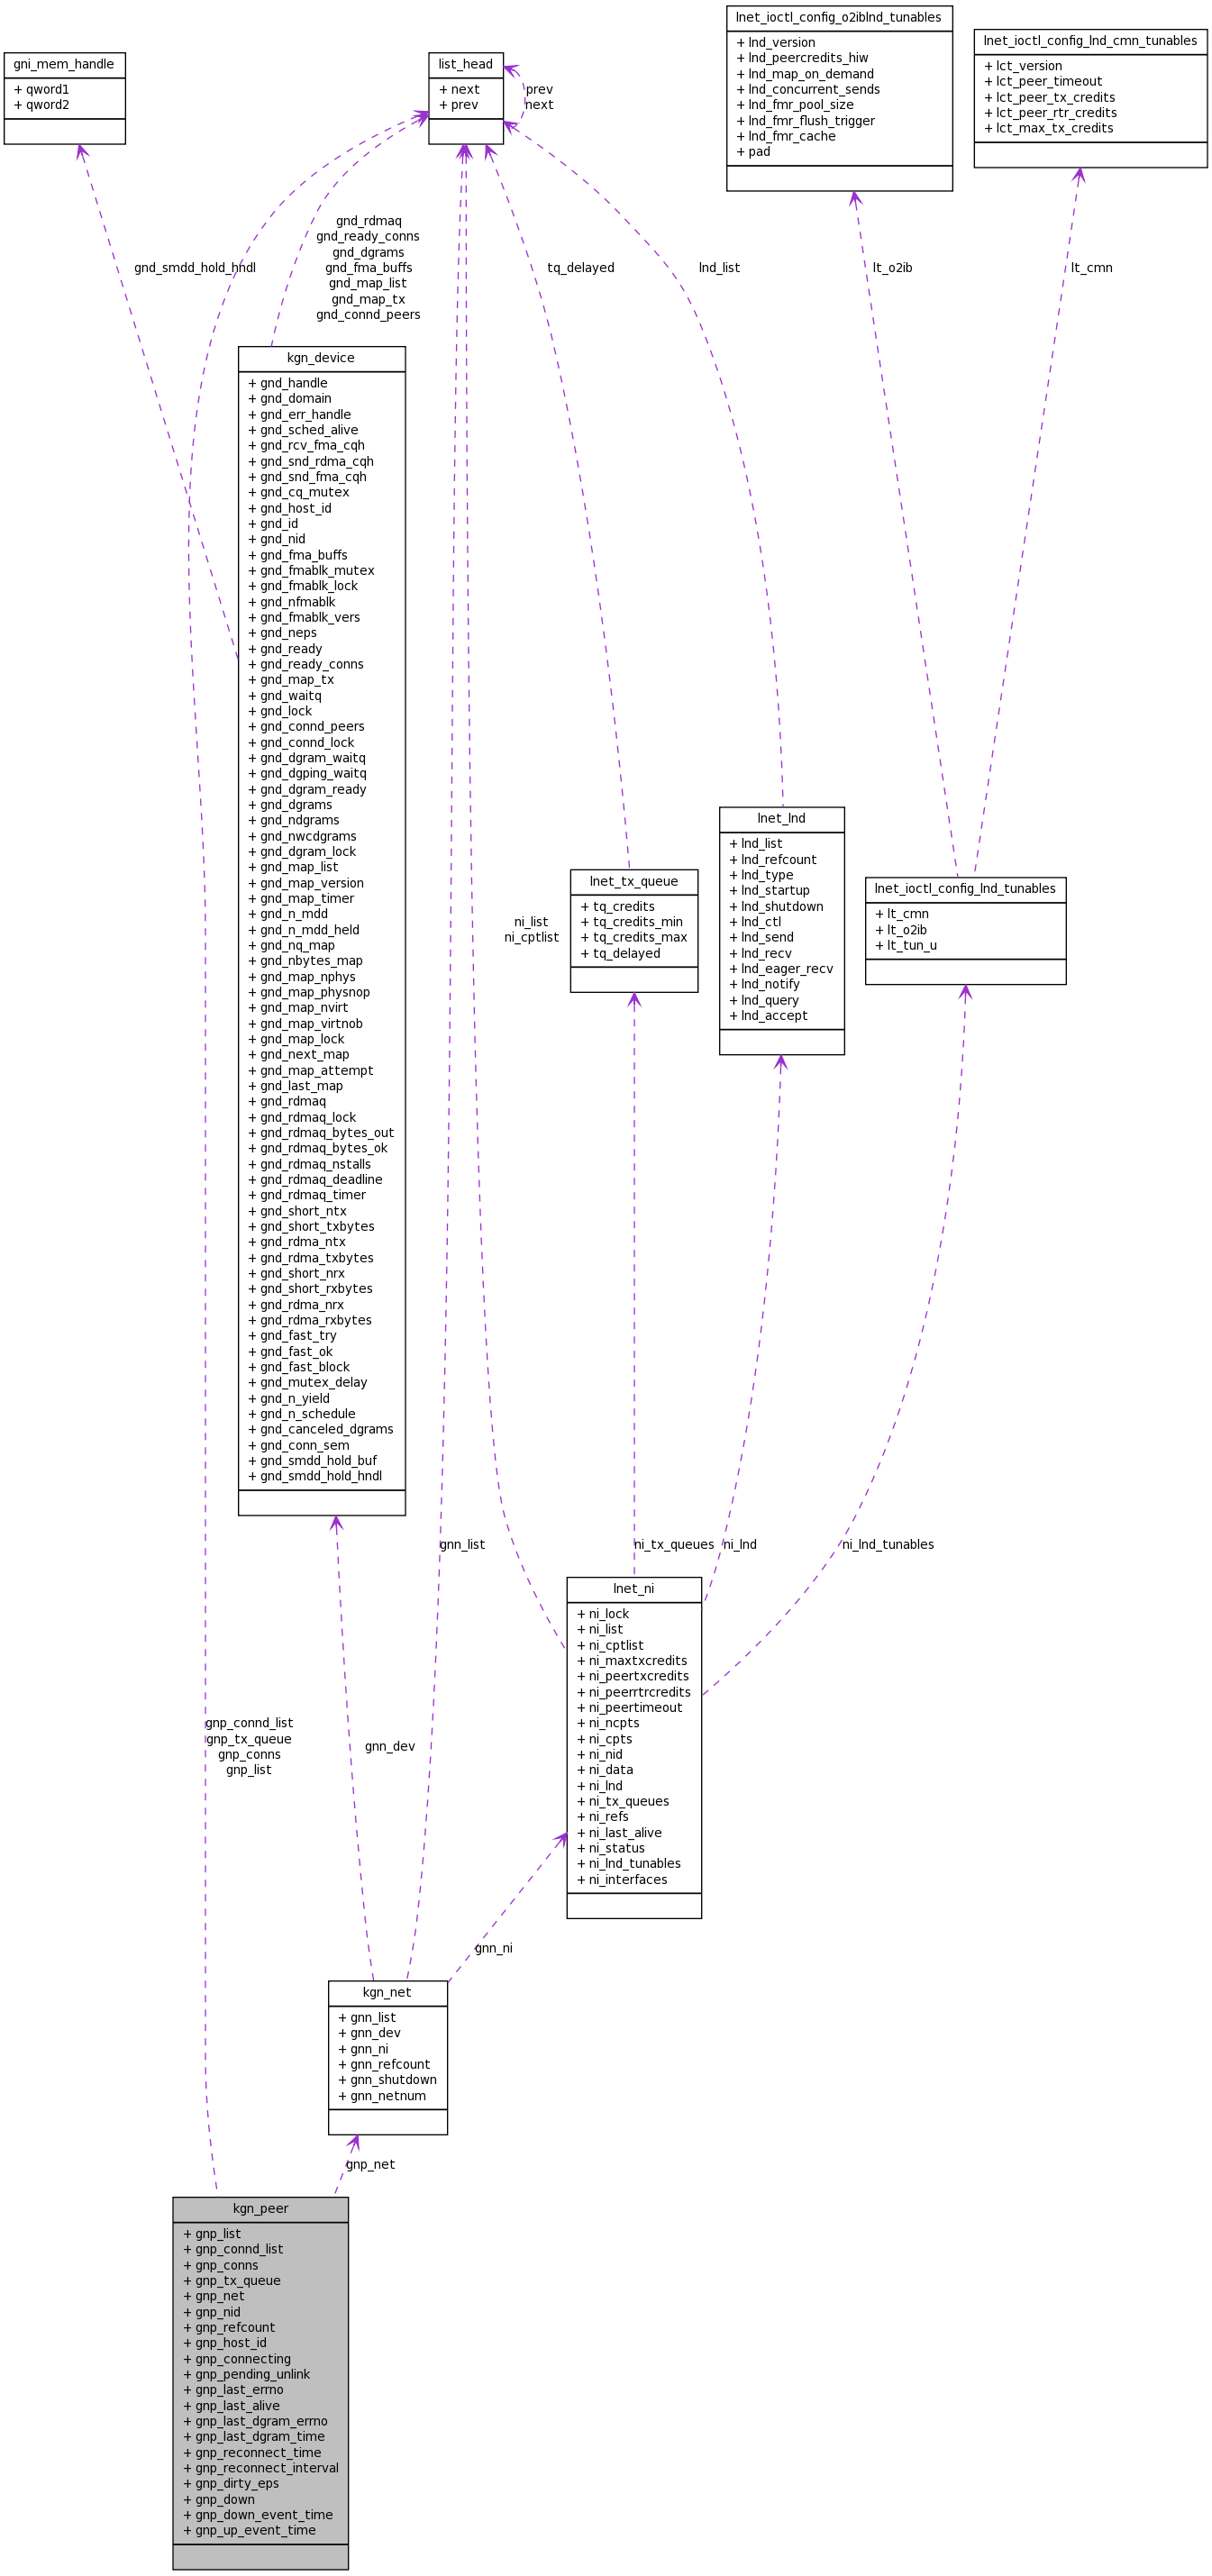 lnet_ioctl_config_o2iblnd_tunables
+ lnd_version
+ lnd_peercredits_hiw
+ lnd_map_on_demand
+ lnd_concurrent_sends
+ lnd_fmr_pool_size
+ lnd_fmr_flush_trigger
+ lnd_fmr_cache
+ pad
lnet_ioctl_config_lnd_cmn_tunables
+ lct_version
+ lct_peer_timeout
+ lct_peer_tx_credits
+ lct_peer_rtr_credits
+ lct_max_tx_credits
gni_mem_handle
+ qword1
+ qword2
list_head
+ next
+ prev
prev
next
gnd_smdd_hold_hndl
gnd_rdmaq
gnd_ready_conns
gnd_dgrams
gnd_fma_buffs
gnd_map_list
gnd_map_tx
gnd_connd_peers
tq_delayed
lnd_list
lt_o2ib
lt_cmn
kgn_device
+ gnd_handle
+ gnd_domain
+ gnd_err_handle
+ gnd_sched_alive
+ gnd_rcv_fma_cqh
+ gnd_snd_rdma_cqh
+ gnd_snd_fma_cqh
+ gnd_cq_mutex
+ gnd_host_id
+ gnd_id
+ gnd_nid
+ gnd_fma_buffs
+ gnd_fmablk_mutex
+ gnd_fmablk_lock
+ gnd_nfmablk
+ gnd_fmablk_vers
+ gnd_neps
+ gnd_ready
+ gnd_ready_conns
+ gnd_map_tx
+ gnd_waitq
+ gnd_lock
+ gnd_connd_peers
+ gnd_connd_lock
+ gnd_dgram_waitq
+ gnd_dgping_waitq
+ gnd_dgram_ready
+ gnd_dgrams
+ gnd_ndgrams
+ gnd_nwcdgrams
+ gnd_dgram_lock
+ gnd_map_list
+ gnd_map_version
+ gnd_map_timer
+ gnd_n_mdd
+ gnd_n_mdd_held
+ gnd_nq_map
+ gnd_nbytes_map
+ gnd_map_nphys
+ gnd_map_physnop
+ gnd_map_nvirt
+ gnd_map_virtnob
+ gnd_map_lock
+ gnd_next_map
+ gnd_map_attempt
+ gnd_last_map
+ gnd_rdmaq
+ gnd_rdmaq_lock
+ gnd_rdmaq_bytes_out
+ gnd_rdmaq_bytes_ok
+ gnd_rdmaq_nstalls
+ gnd_rdmaq_deadline
+ gnd_rdmaq_timer
+ gnd_short_ntx
+ gnd_short_txbytes
+ gnd_rdma_ntx
+ gnd_rdma_txbytes
+ gnd_short_nrx
+ gnd_short_rxbytes
+ gnd_rdma_nrx
+ gnd_rdma_rxbytes
+ gnd_fast_try
+ gnd_fast_ok
+ gnd_fast_block
+ gnd_mutex_delay
+ gnd_n_yield
+ gnd_n_schedule
+ gnd_canceled_dgrams
+ gnd_conn_sem
+ gnd_smdd_hold_buf
+ gnd_smdd_hold_hndl
ni_list
ni_cptlist
lnet_tx_queue
+ tq_credits
+ tq_credits_min
+ tq_credits_max
+ tq_delayed
lnet_lnd
+ lnd_list
+ lnd_refcount
+ lnd_type
+ lnd_startup
+ lnd_shutdown
+ lnd_ctl
+ lnd_send
+ lnd_recv
+ lnd_eager_recv
+ lnd_notify
+ lnd_query
+ lnd_accept
lnet_ioctl_config_lnd_tunables
+ lt_cmn
+ lt_o2ib
+ lt_tun_u
gnn_list
ni_tx_queues
ni_lnd
ni_lnd_tunables
lnet_ni
+ ni_lock
+ ni_list
+ ni_cptlist
+ ni_maxtxcredits
+ ni_peertxcredits
+ ni_peerrtrcredits
+ ni_peertimeout
+ ni_ncpts
+ ni_cpts
+ ni_nid
+ ni_data
+ ni_lnd
+ ni_tx_queues
+ ni_refs
+ ni_last_alive
+ ni_status
+ ni_lnd_tunables
+ ni_interfaces
gnp_connd_list
gnp_tx_queue
gnp_conns
gnp_list
gnn_dev
gnn_ni
kgn_net
+ gnn_list
+ gnn_dev
+ gnn_ni
+ gnn_refcount
+ gnn_shutdown
+ gnn_netnum
gnp_net
kgn_peer
+ gnp_list
+ gnp_connd_list
+ gnp_conns
+ gnp_tx_queue
+ gnp_net
+ gnp_nid
+ gnp_refcount
+ gnp_host_id
+ gnp_connecting
+ gnp_pending_unlink
+ gnp_last_errno
+ gnp_last_alive
+ gnp_last_dgram_errno
+ gnp_last_dgram_time
+ gnp_reconnect_time
+ gnp_reconnect_interval
+ gnp_dirty_eps
+ gnp_down
+ gnp_down_event_time
+ gnp_up_event_time